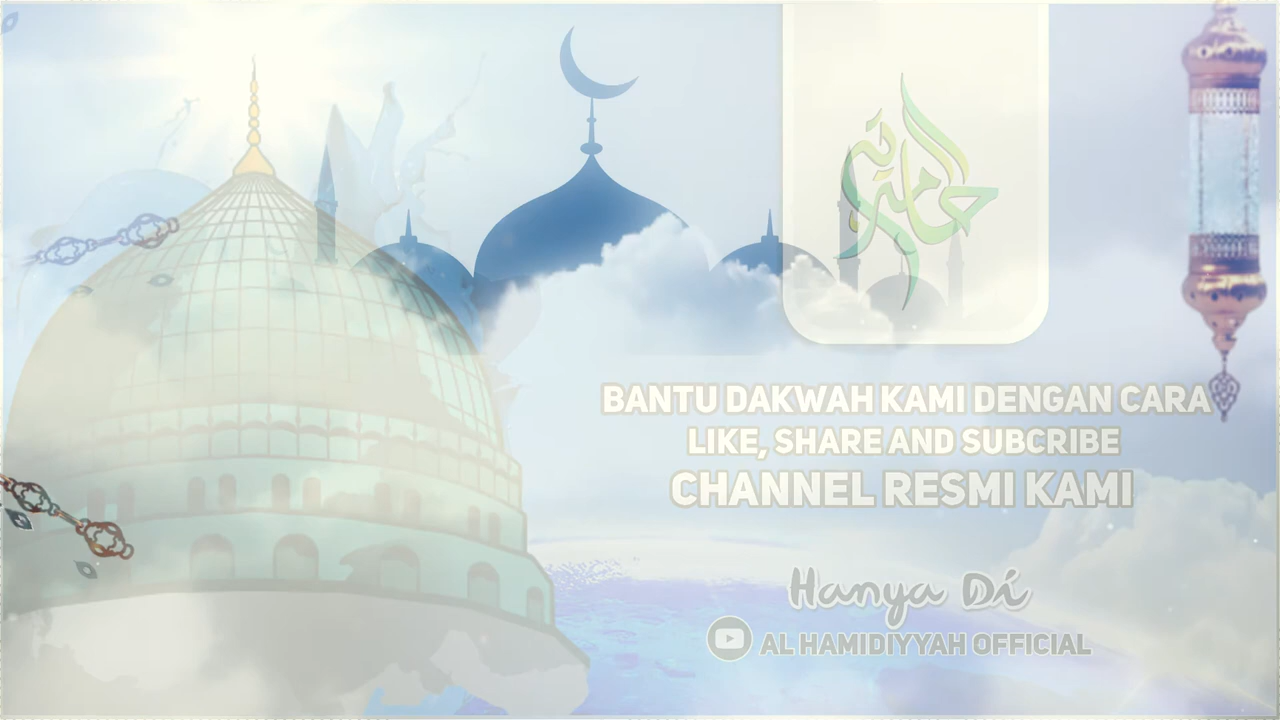 BANTU DAKWAH KAMI DENGAN CARA
LIKE, SHARE AND SUBCRIBE
CHANNEL RESMI KAMI
Hanya Di
AL HAMIDIYYAH OFFICIAL